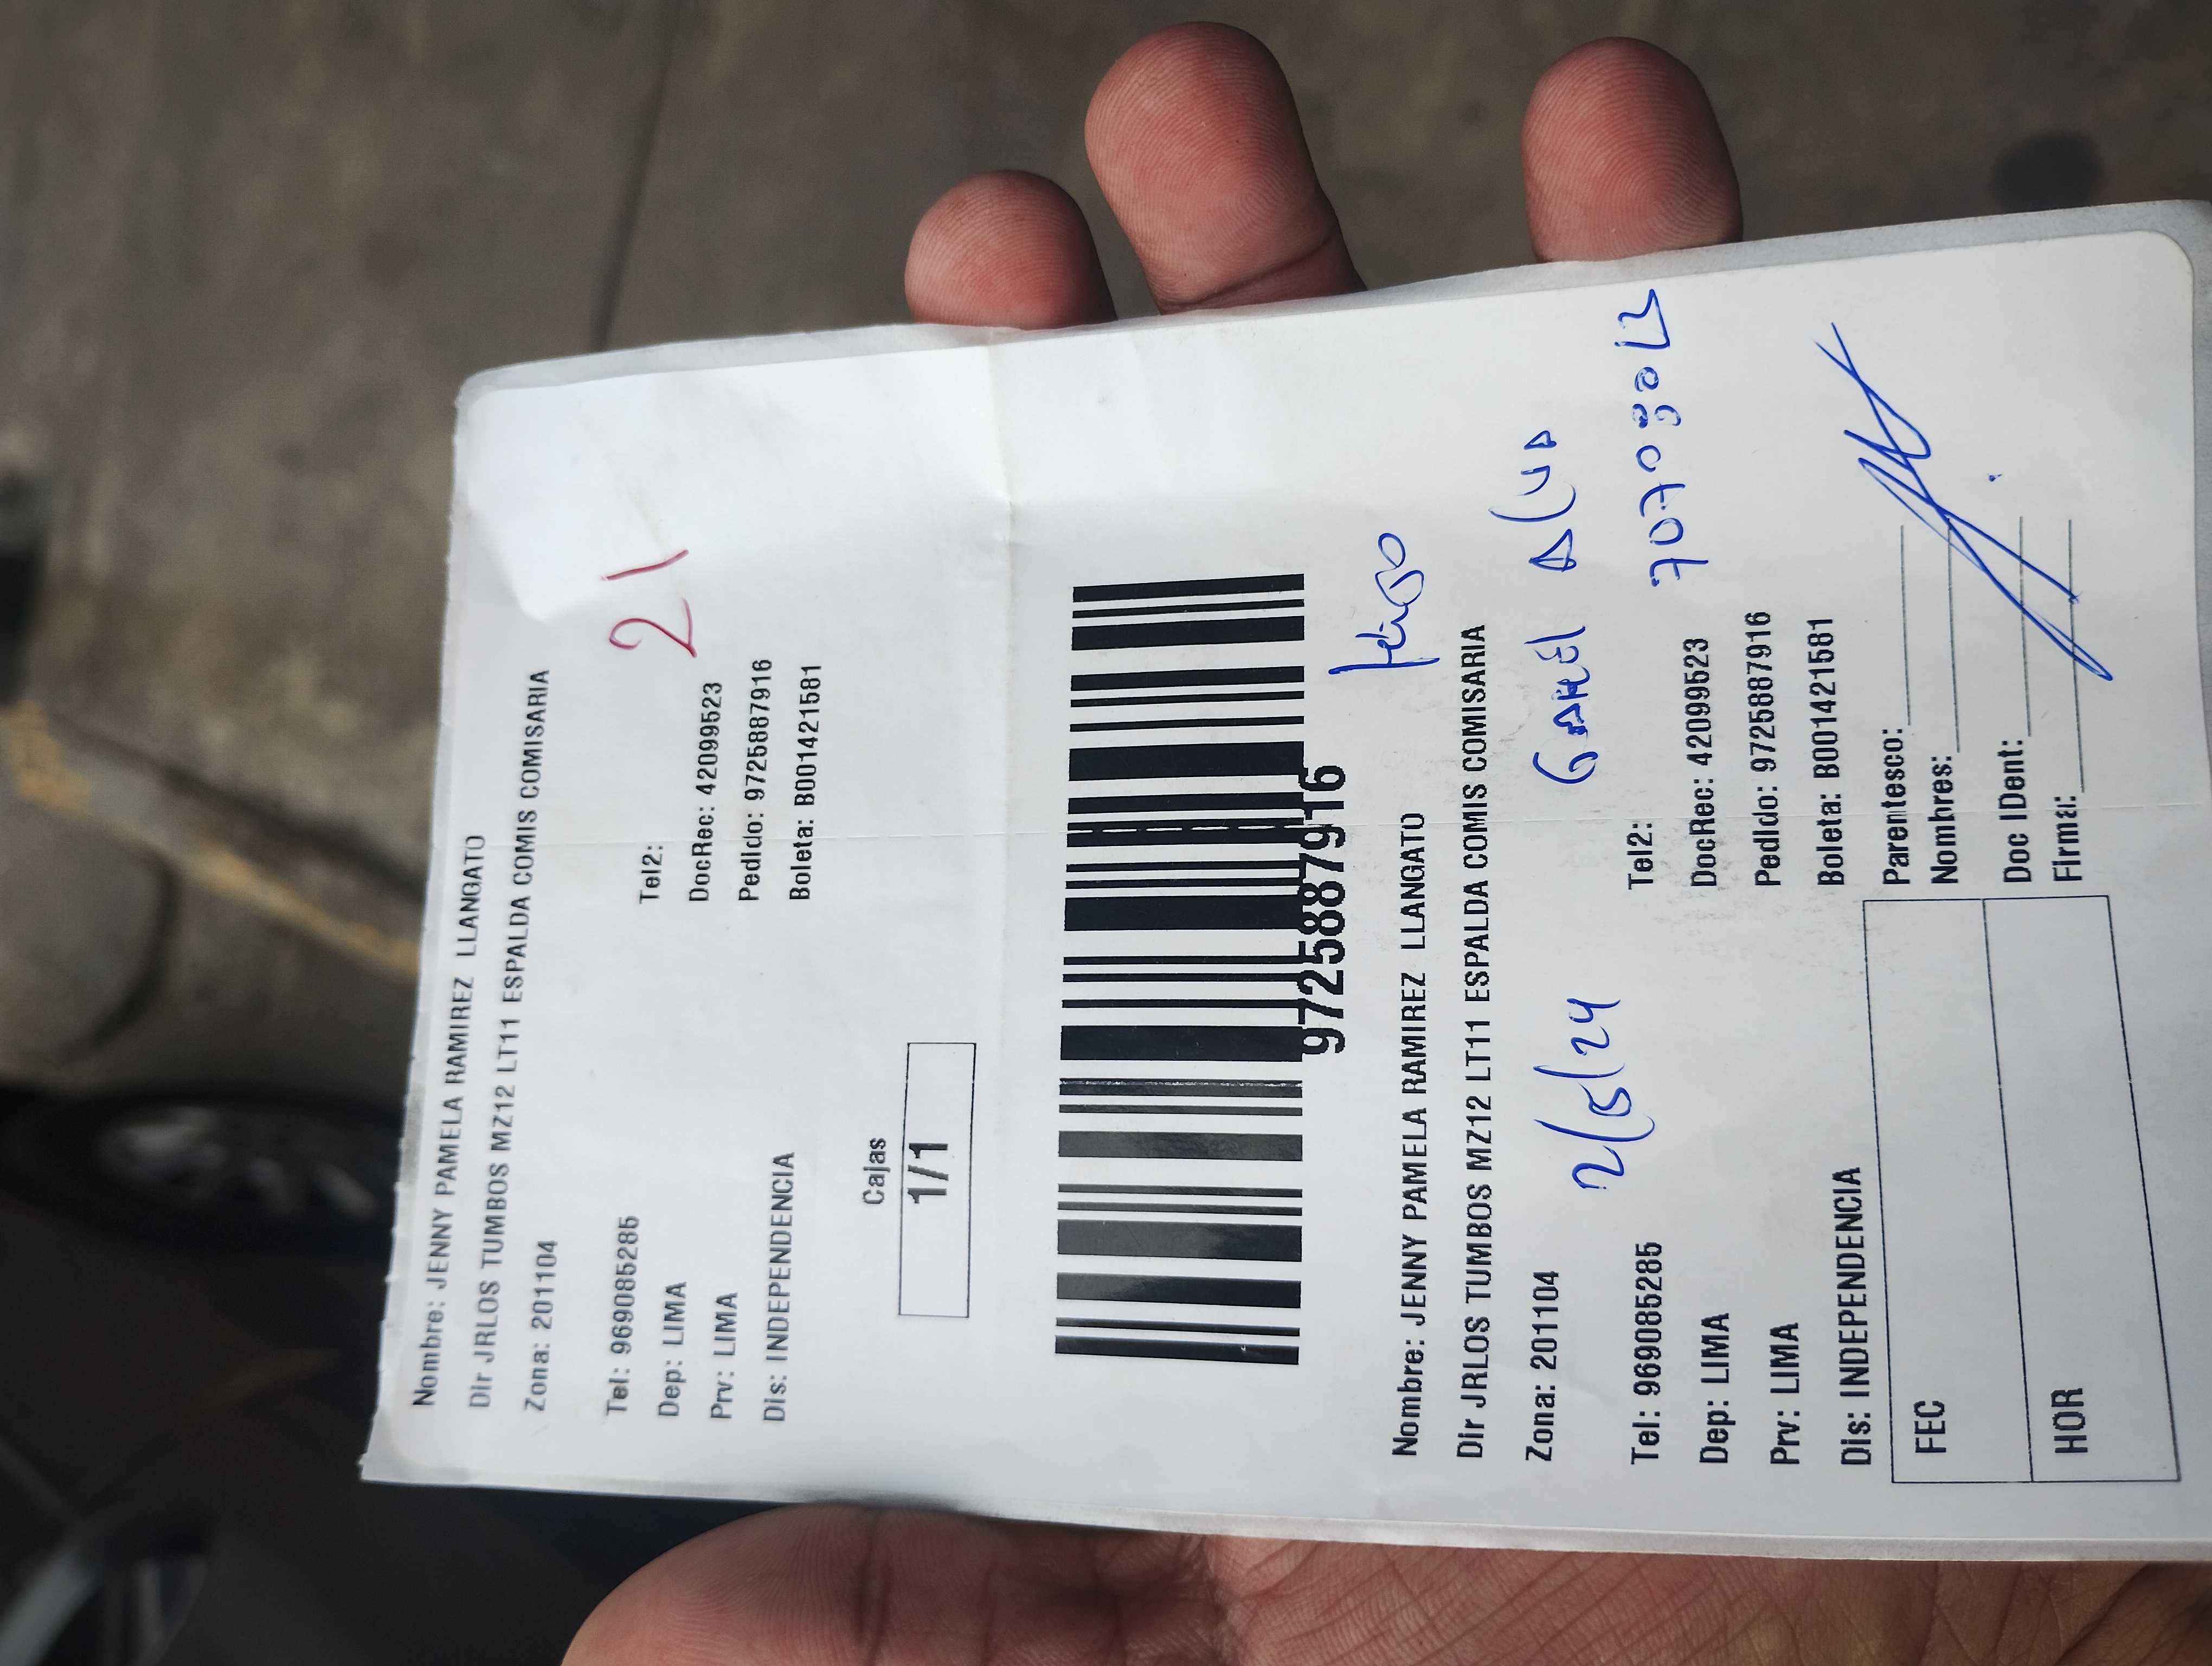 Nombre: JENNY PAMELA RAMIREZ LLANGATO
Dir JRLOS TUMBOS MZ12 LT11 ESPALDA COMIS COMISARIA
Zona: 201104
21
Tel: 969085285 Tel2:
Dep: LIMA DocRec: 42099523
Prv: LIMA Pedido: 9725887916
Dis: INDEPENDENCIA Boleta: B001421581
Cajas
1/1
9725887916
Nombre: JENNY PAMELA RAMIREZ LLANGATO
Dir JRLOS TUMBOS MZ12 LT11 ESPALDA COMIS COMISARIA
Zona: 201104
2/5/24
Tel: 969085285 Tel2:
Dep: LIMA DocRec: 42099523
Prv: LIMA Pedido: 9725887916
Dis: INDEPENDENCIA Boleta: B001421581
FEC
HOR
Parentesco:
Nombres:
Doc IDent:
Firma: